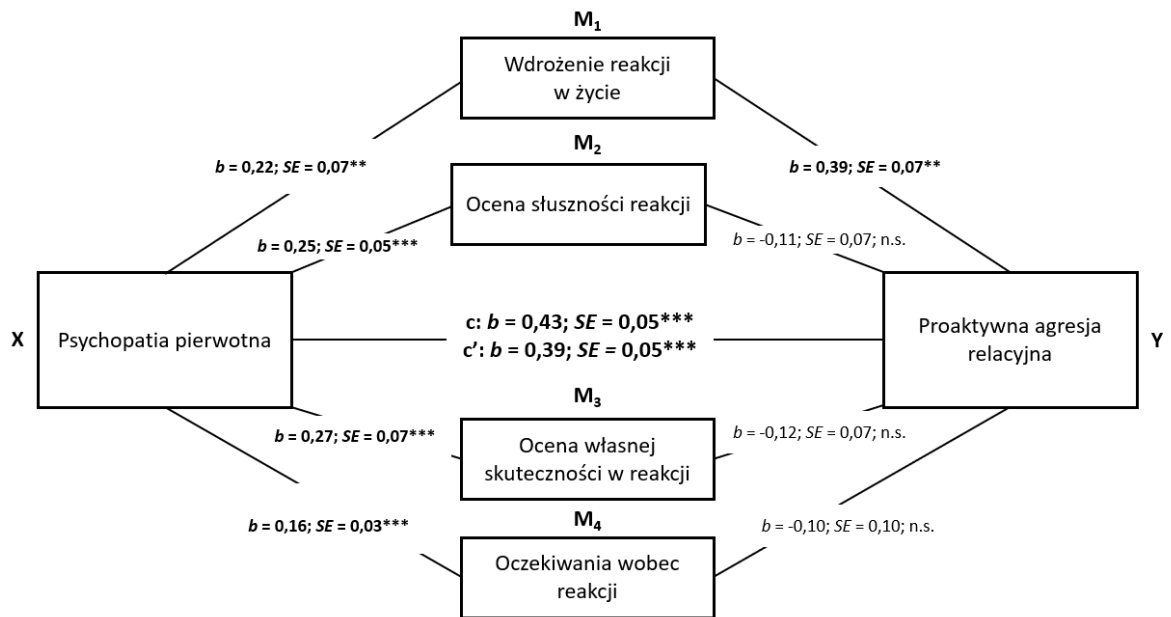 M₁
Wdrożenie reakcji
w życie
M₂
b = 0,22; SE = 0,07**
b = 0,39; SE = 0,07**
Ocena słuszności reakcji
b = 0,25; SE = 0,05***
b = -0,11; SE = 0,07; n.s.
X
Psychopatia pierwotna
c: b = 0,43; SE = 0,05***
c’: b = 0,39; SE = 0,05***
Proaktywna agresja
relacyjna
Y
M₃
b = 0,27; SE = 0,07***
b = -0,12; SE = 0,07; n.s.
Ocena własnej
skuteczności w reakcji
M₄
b = 0,16; SE = 0,03***
b = -0,10; SE = 0,10; n.s.
Oczekiwania wobec
reakcji